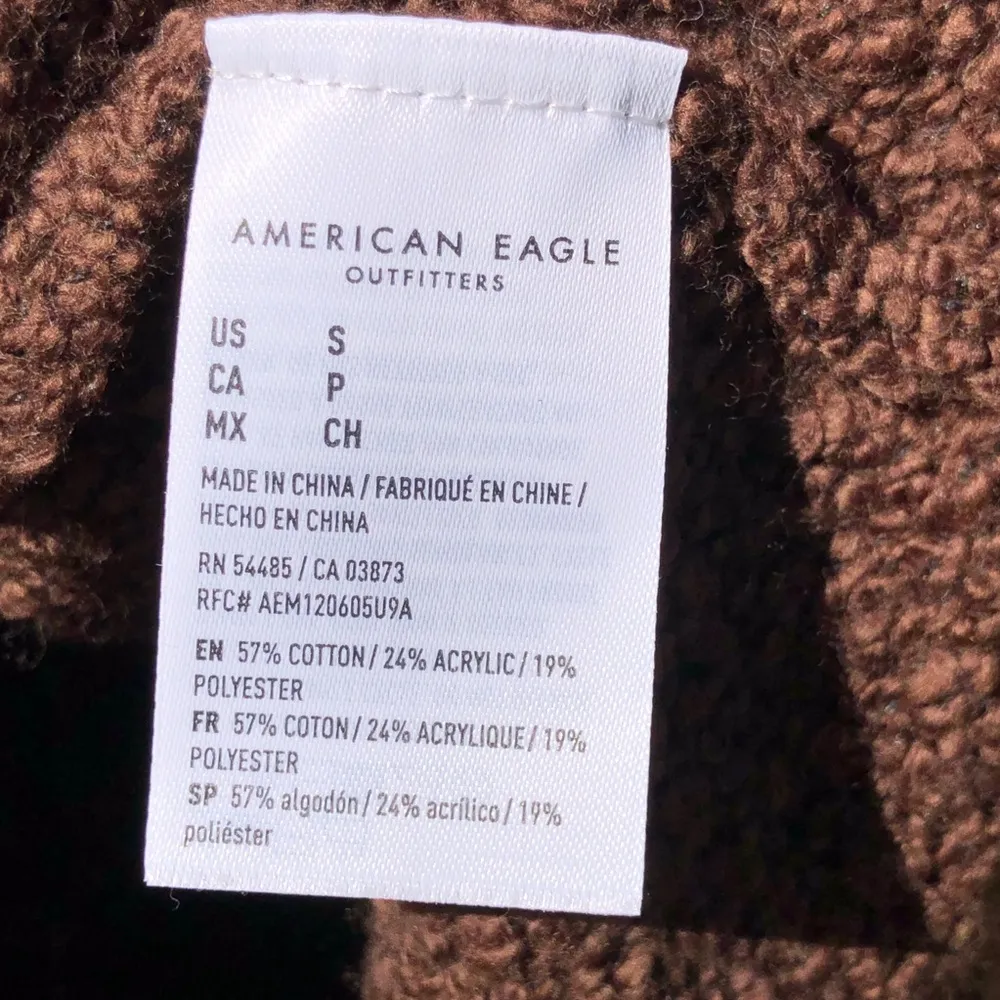 AMERICAN EAGLE
OUTFITTERS
US S
CA P
MX CH
MADE IN CHINA / FABRIQUÉ EN CHINE /
HECHO EN CHINA
RN 54485 / CA 03873
RFC# AEM120605U9A
EN 57% COTTON / 24% ACRYLIC / 19%
POLYESTER
FR 57% COTON / 24% ACRYLIQUE / 19%
POLYESTER
SP 57% algodón / 24% acrílico / 19%
poliéster